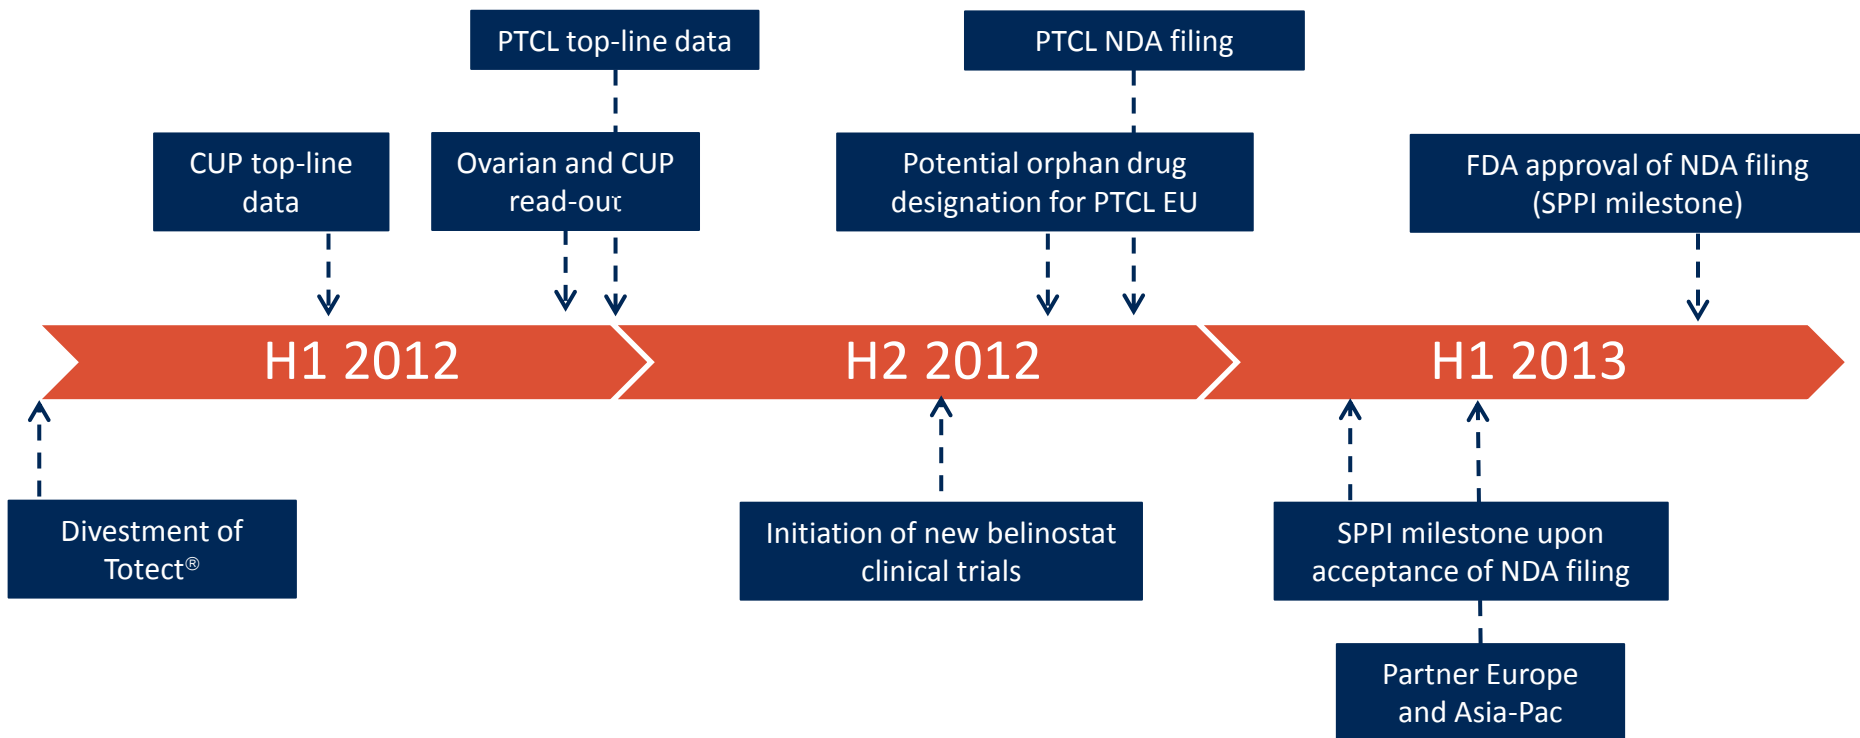 PTCL top-line data
PTCL NDA filing
CUP top-line
data
Ovarian and CUP
read-out
Potential orphan drug
designation for PTCL EU
FDA approval of NDA filing
(SPPI milestone)
H1 2012
H2 2012
H1 2013
Divestment of
Totect®
Initiation of new belinostat
clinical trials
SPPI milestone upon
acceptance of NDA filing
Partner Europe
and Asia-Pac